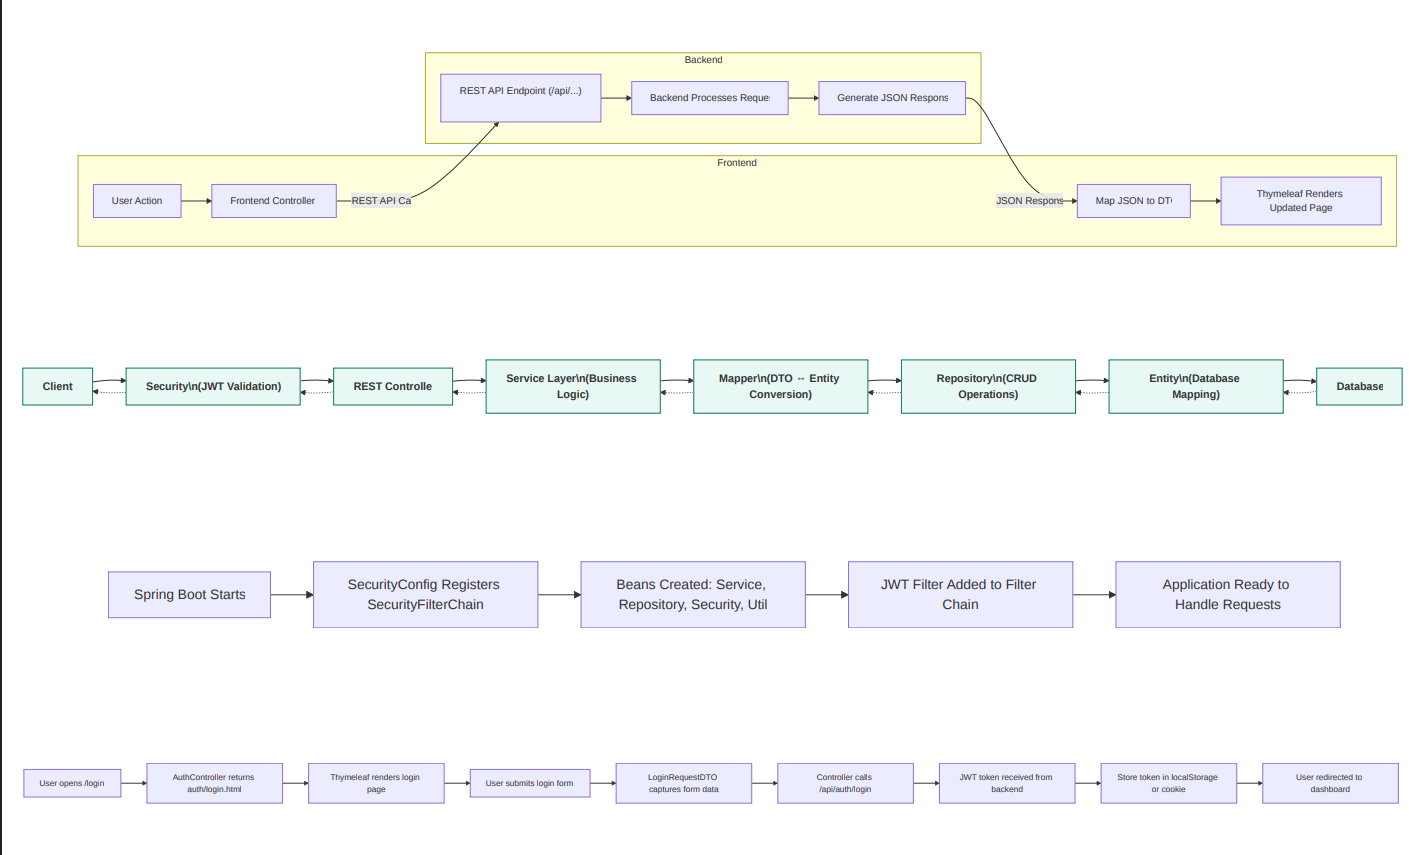 Backend
REST API Endpoint (/api/...)
Backend Processes Reque
Generate JSON Respons
Frontend
User Action
Frontend Controller
REST API Ca
JSON Respons
Map JSON to DT
Thymeleaf Renders
Updated Page
Client
Security\n(JWT Validation)
REST Controlle
Service Layer\n(Business
Logic)
Mapper\n(DTO ↔ Entity
Conversion)
Repository\n(CRUD
Operations)
Entity\n(Database
Mapping)
Database
Spring Boot Starts
SecurityConfig Registers
SecurityFilterChain
Beans Created: Service,
Repository, Security, Util
JWT Filter Added to Filter
Chain
Application Ready to
Handle Requests
User opens /login
AuthController returns
auth/login.html
Thymeleaf renders login
page
User submits login form
LoginRequestDTO
captures form data
Controller calls
/api/auth/login
JWT token received from
backend
Store token in localStorage
or cookie
User redirected to
dashboard